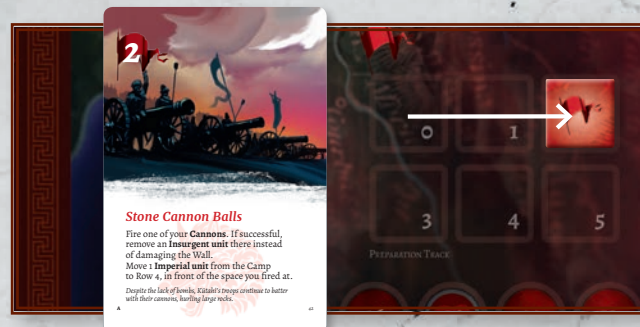 2
0
1
3
4
5
PREPARATION TRACK
Stone Cannon Balls
Fire one of your Cannons. If successful,
remove an Insurgent unit there instead
of damaging the Wall.
Move 1 Imperial unit from the Camp
to Row 4, in front of the space you fired at.
Despite the lack of bombs, Kütahi's troops continue to batter
with their cannons, hurling large rocks.
A